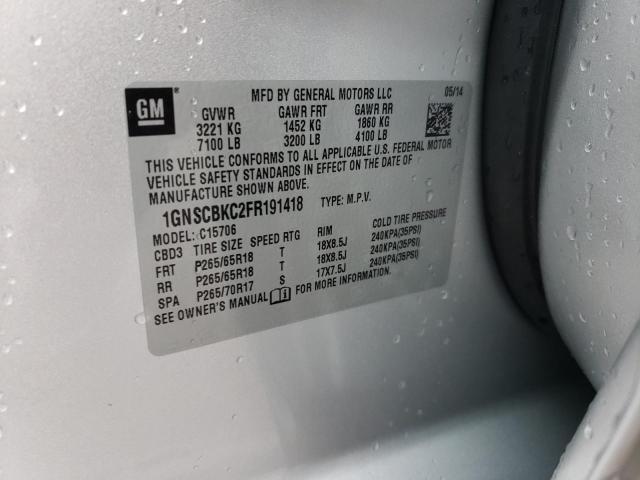 GM ®
MFD BY GENERAL MOTORS LLC 05/14
GVWR GAWR FRT GAWR RR
3221 KG 1452 KG 1860 KG
7100 LB 3200 LB 4100 LB
THIS VEHICLE CONFORMS TO ALL APPLICABLE U.S. FEDERAL MOTOR
VEHICLE SAFETY STANDARDS IN EFFECT ON THE DATE OF
MANUFACTURE SHOWN ABOVE.
1GNSCBKC2FR191418 TYPE: M.P.V.
MODEL: C15706
CBD3 TIRE SIZE SPEED RTG RIM COLD TIRE PRESSURE
FRT P265/65R18 T 18X8.5J 240KPA(35PSI)
RR P265/65R18 T 18X8.5J 240KPA(35PSI)
SPA P265/70R17 S 17X7.5J 240KPA(35PSI)
SEE OWNER'S MANUAL FOR MORE INFORMATION.